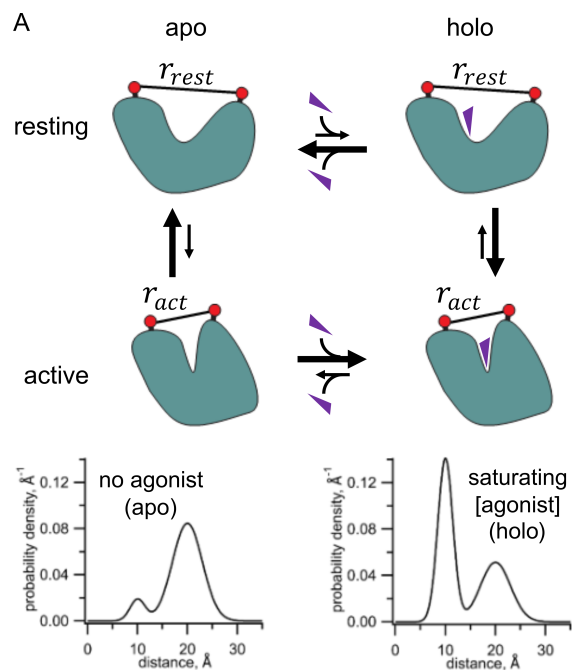 A
apo
holo
r_rest
r_rest
resting
r_act
r_act
active
no agonist
(apo)
saturating
[agonist]
(holo)
probability density, Å⁻¹
0.12
0.08
0.04
0.00
0
10
20
30
distance, Å
probability density, Å⁻¹
0.12
0.08
0.04
0.00
0
10
20
30
distance, Å